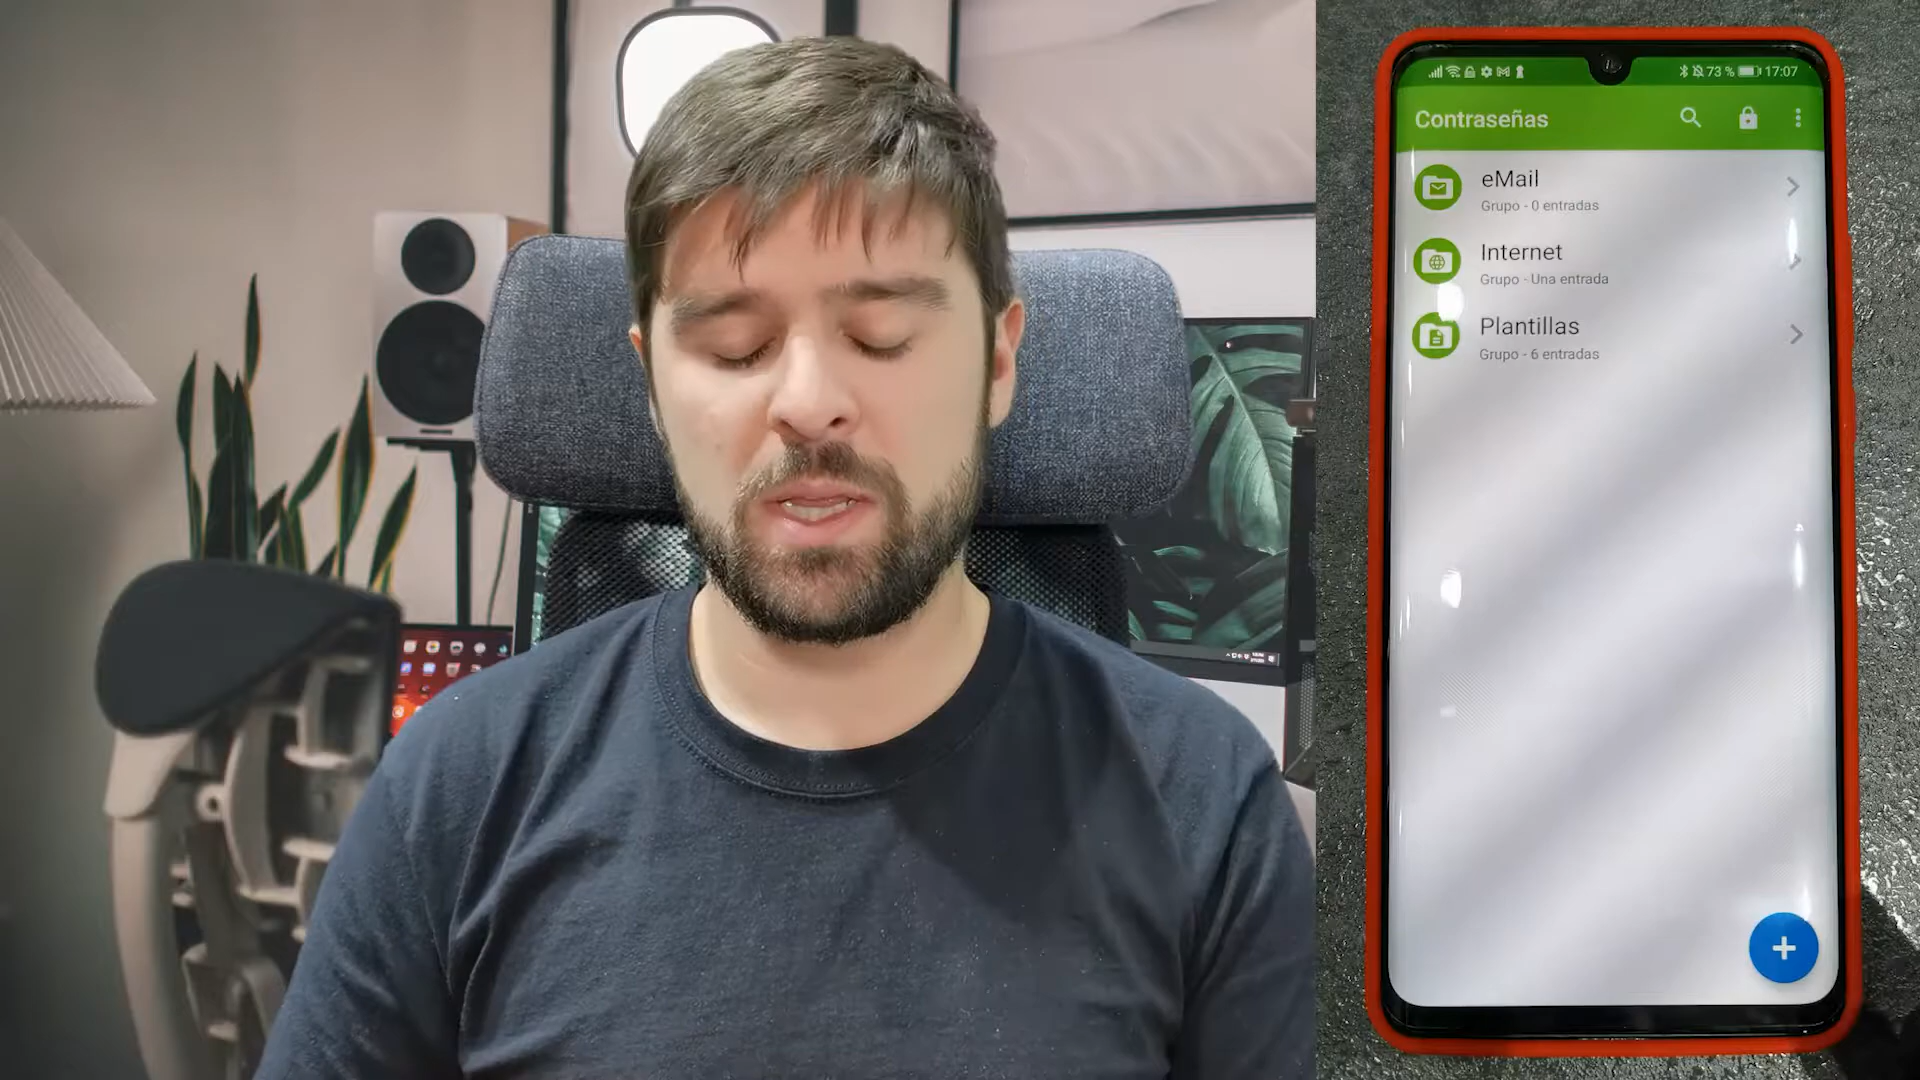 73 % 17:07
Contraseñas
eMail
Grupo - 0 entradas
Internet
Grupo - Una entrada
Plantillas
Grupo - 6 entradas